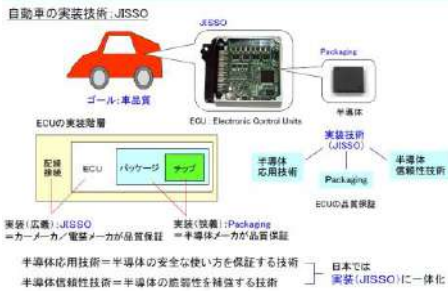 自動車の実装技術：JISSO
JISSO
Packaging
ゴール：車品質
ECU：Electronic Control Units
半導体
ECUの実装階層
配線
接続
ECU
パッケージ
チップ
実装技術
(JISSO)
半導体
応用技術
Packaging
半導体
信頼性技術
ECUの品質保証
実装(広義)：JISSO
＝カーメーカ／電装メーカが品質保証
実装(狭義)：Packaging
＝半導体メーカが品質保証
半導体応用技術＝半導体の安全な使い方を保証する技術
半導体信頼性技術＝半導体の脆弱性を補強する技術
日本では
実装(JISSO)に一体化